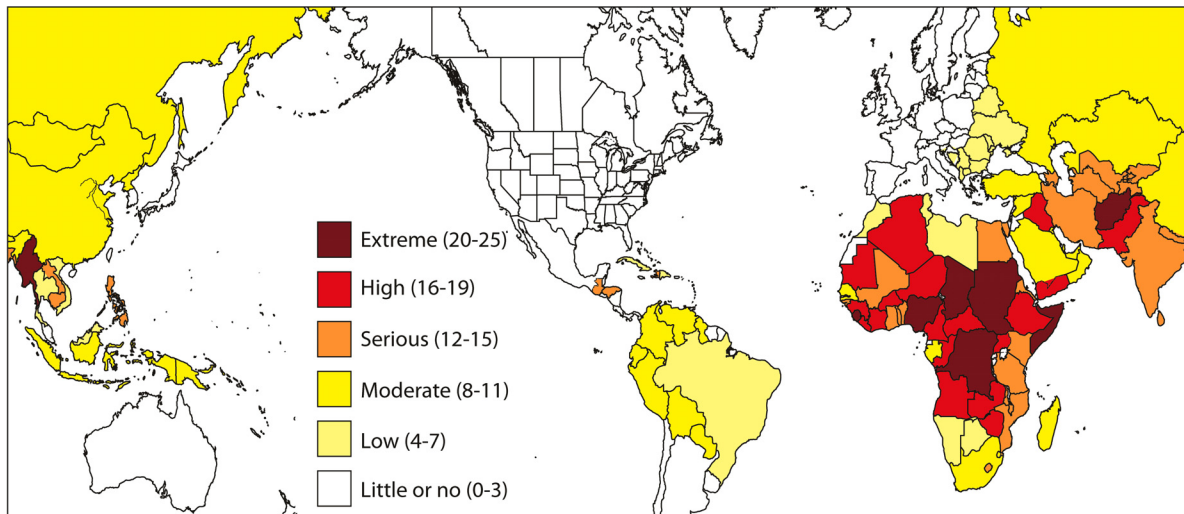 Extreme (20-25)
High (16-19)
Serious (12-15)
Moderate (8-11)
Low (4-7)
Little or no (0-3)